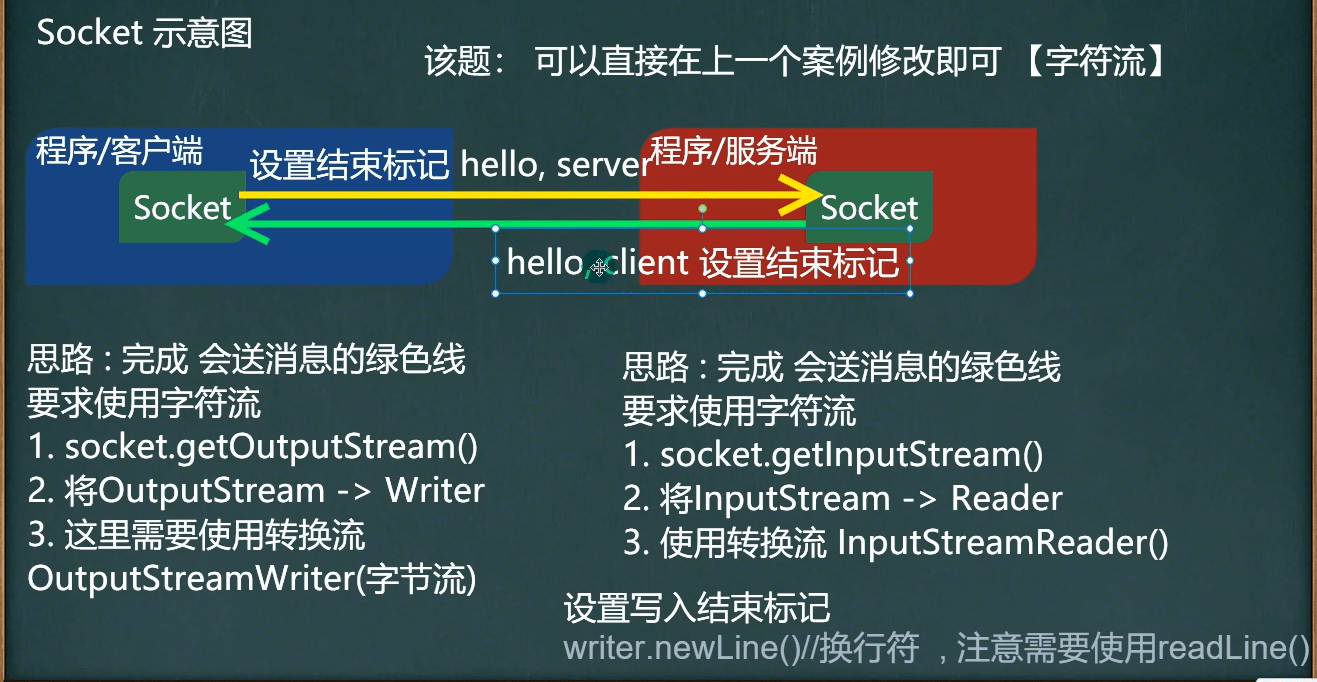 Socket 示意图
该题： 可以直接在上一个案例修改即可 【字符流】
程序/客户端
设置结束标记 hello, server
程序/服务端
Socket
Socket
hello, client 设置结束标记
思路 : 完成 会送消息的绿色线
要求使用字符流
1. socket.getOutputStream()
2. 将OutputStream -> Writer
3. 这里需要使用转换流
OutputStreamWriter(字节流)
思路 : 完成 会送消息的绿色线
要求使用字符流
1. socket.getInputStream()
2. 将InputStream -> Reader
3. 使用转换流 InputStreamReader()
设置写入结束标记
writer.newLine()//换行符 , 注意需要使用readLine()